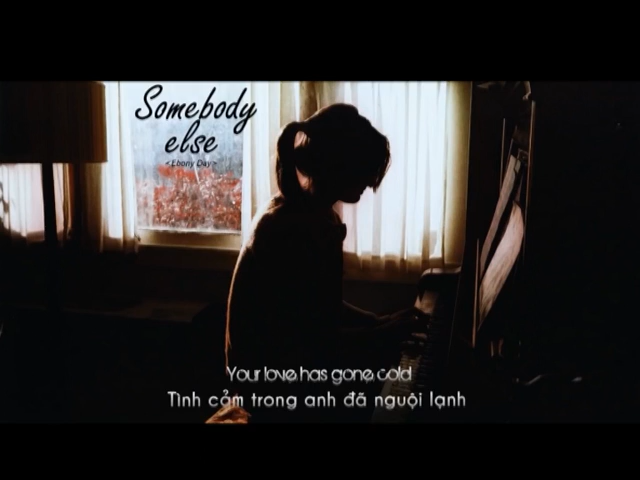 Somebody
else
<Ebony Day>
Your love has gone cold
Tình cảm trong anh đã nguội lạnh